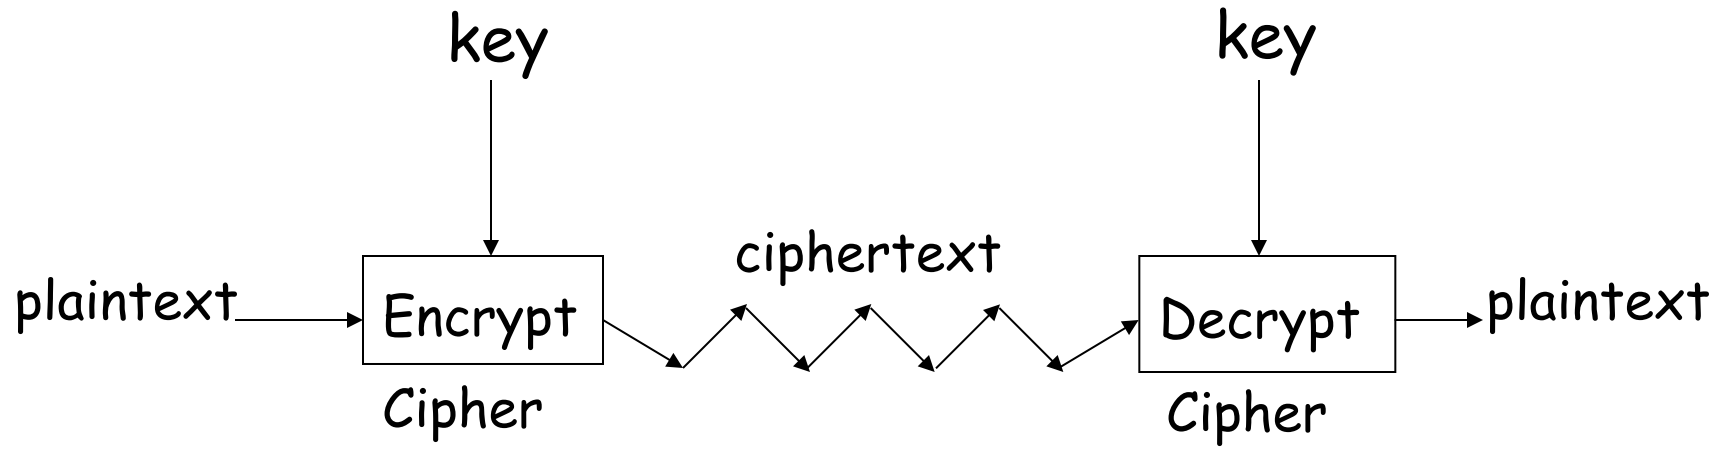 key
key
ciphertext
plaintext
Encrypt
Decrypt
plaintext
Cipher
Cipher